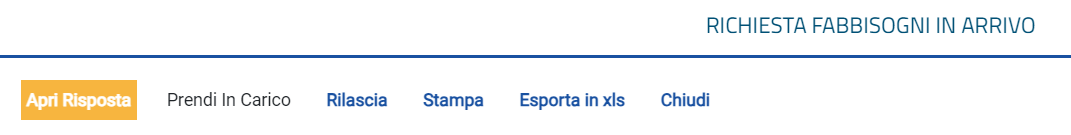 RICHIESTA FABBISOGNI IN ARRIVO
Apri Risposta Prendi In Carico Rilascia Stampa Esporta in xls Chiudi